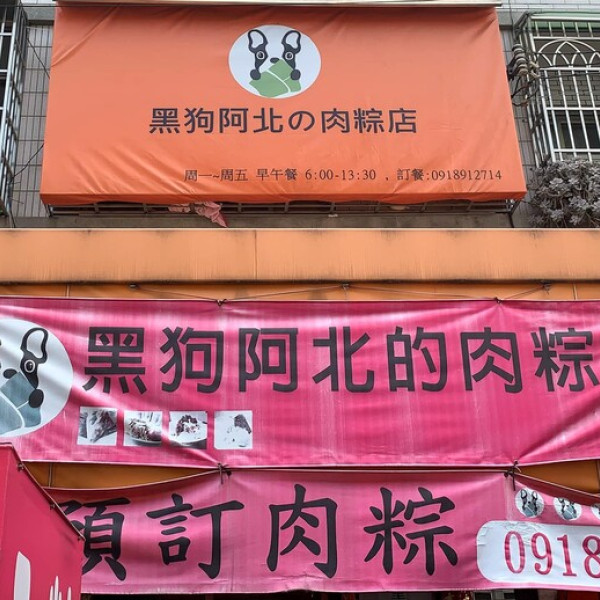 黑狗阿北の肉粽店
周一~周五 早午餐 6:00-13:30 , 訂餐:0918912714
黑狗阿北的肉粽
預訂肉粽
0918